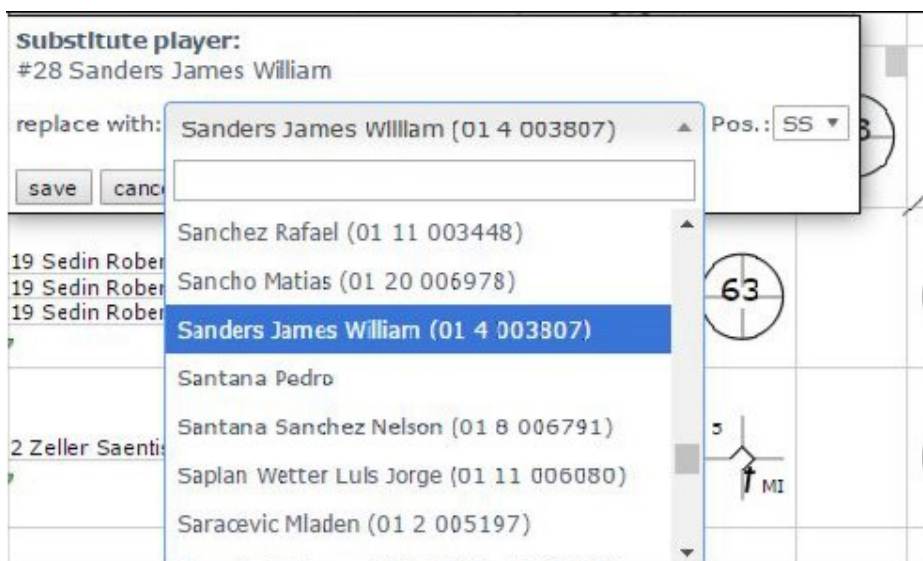 Substitute player:
#28 Sanders James William
replace with: Sanders James William (01 4 003807) Pos.: SS
save canc
Sanchez Rafael (01 11 003448)
19 Sedin Rober
Sancho Matias (01 20 006978)
19 Sedin Rober
63
19 Sedin Rober
Sanders James William (01 4 003807)
Santana Pedro
Santana Sanchez Nelson (01 8 006791)
5
2 Zeller Saentis
Saplan Wetter Luis Jorge (01 11 006080)
1 MI
Saracevic Mladen (01 2 005197)